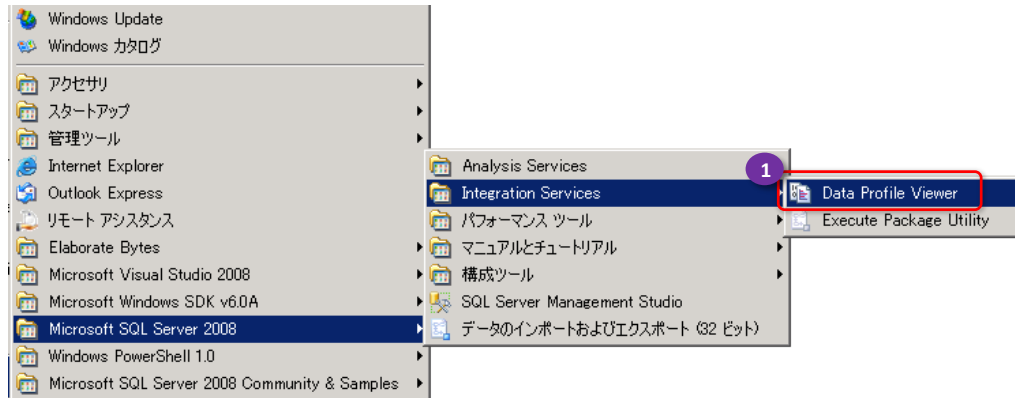 Windows Update
Windows カタログ
アクセサリ
スタートアップ
管理ツール
Internet Explorer
Outlook Express
リモート アシスタンス
Elaborate Bytes
Microsoft Visual Studio 2008
Microsoft Windows SDK v6.0A
Microsoft SQL Server 2008
Windows PowerShell 1.0
Microsoft SQL Server 2008 Community & Samples
Analysis Services
Integration Services
パフォーマンス ツール
マニュアルとチュートリアル
構成ツール
SQL Server Management Studio
データのインポートおよびエクスポート (32 ビット)
1
Data Profile Viewer
Execute Package Utility